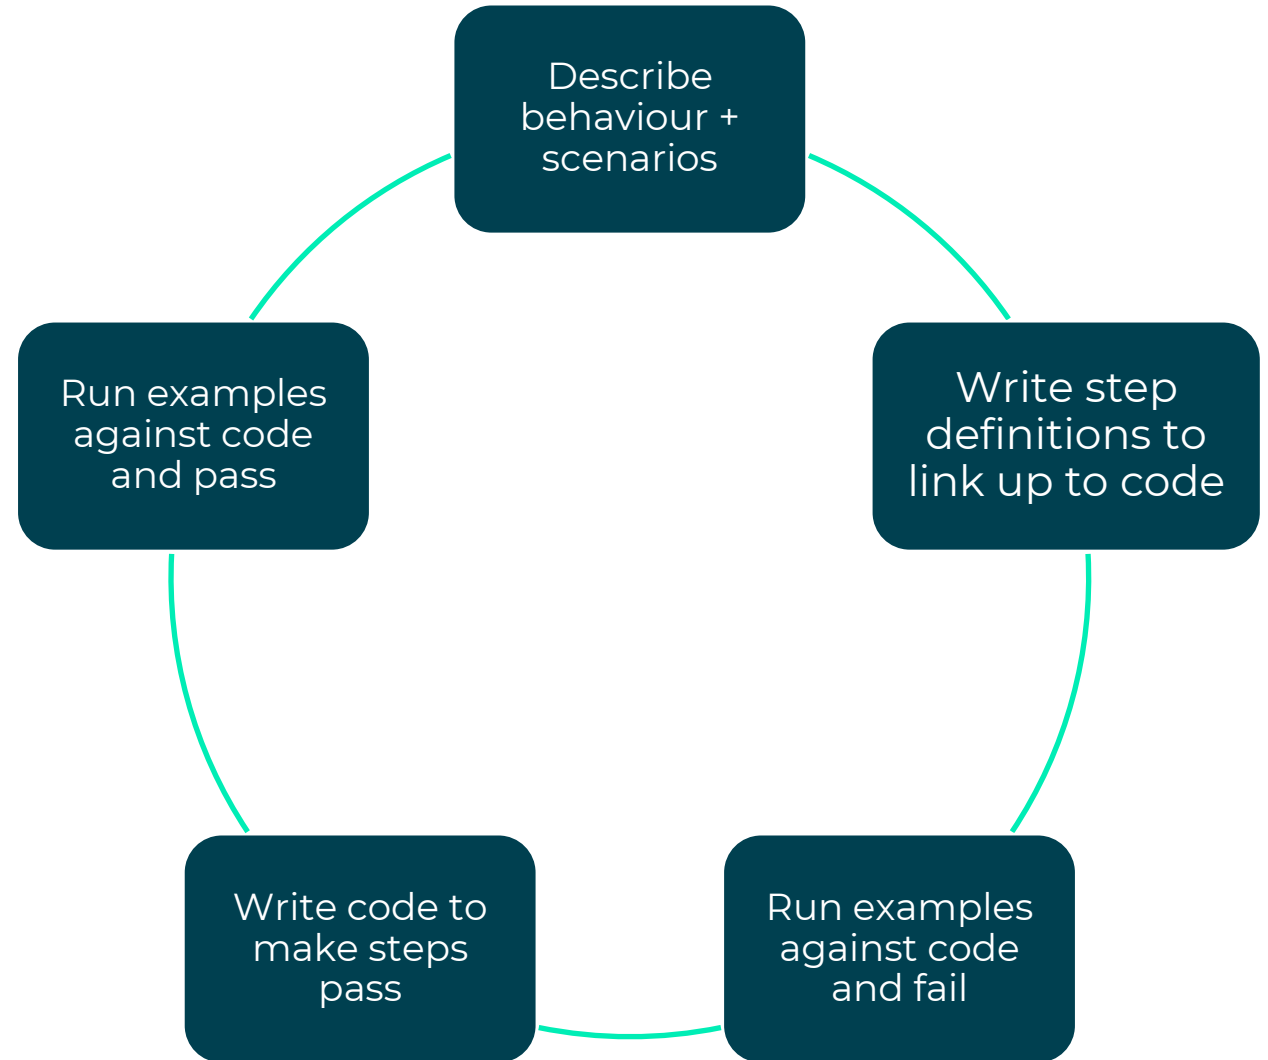 Describe
behaviour +
scenarios
Write step
definitions to
link up to code
Run examples
against code
and fail
Write code to
make steps
pass
Run examples
against code
and pass